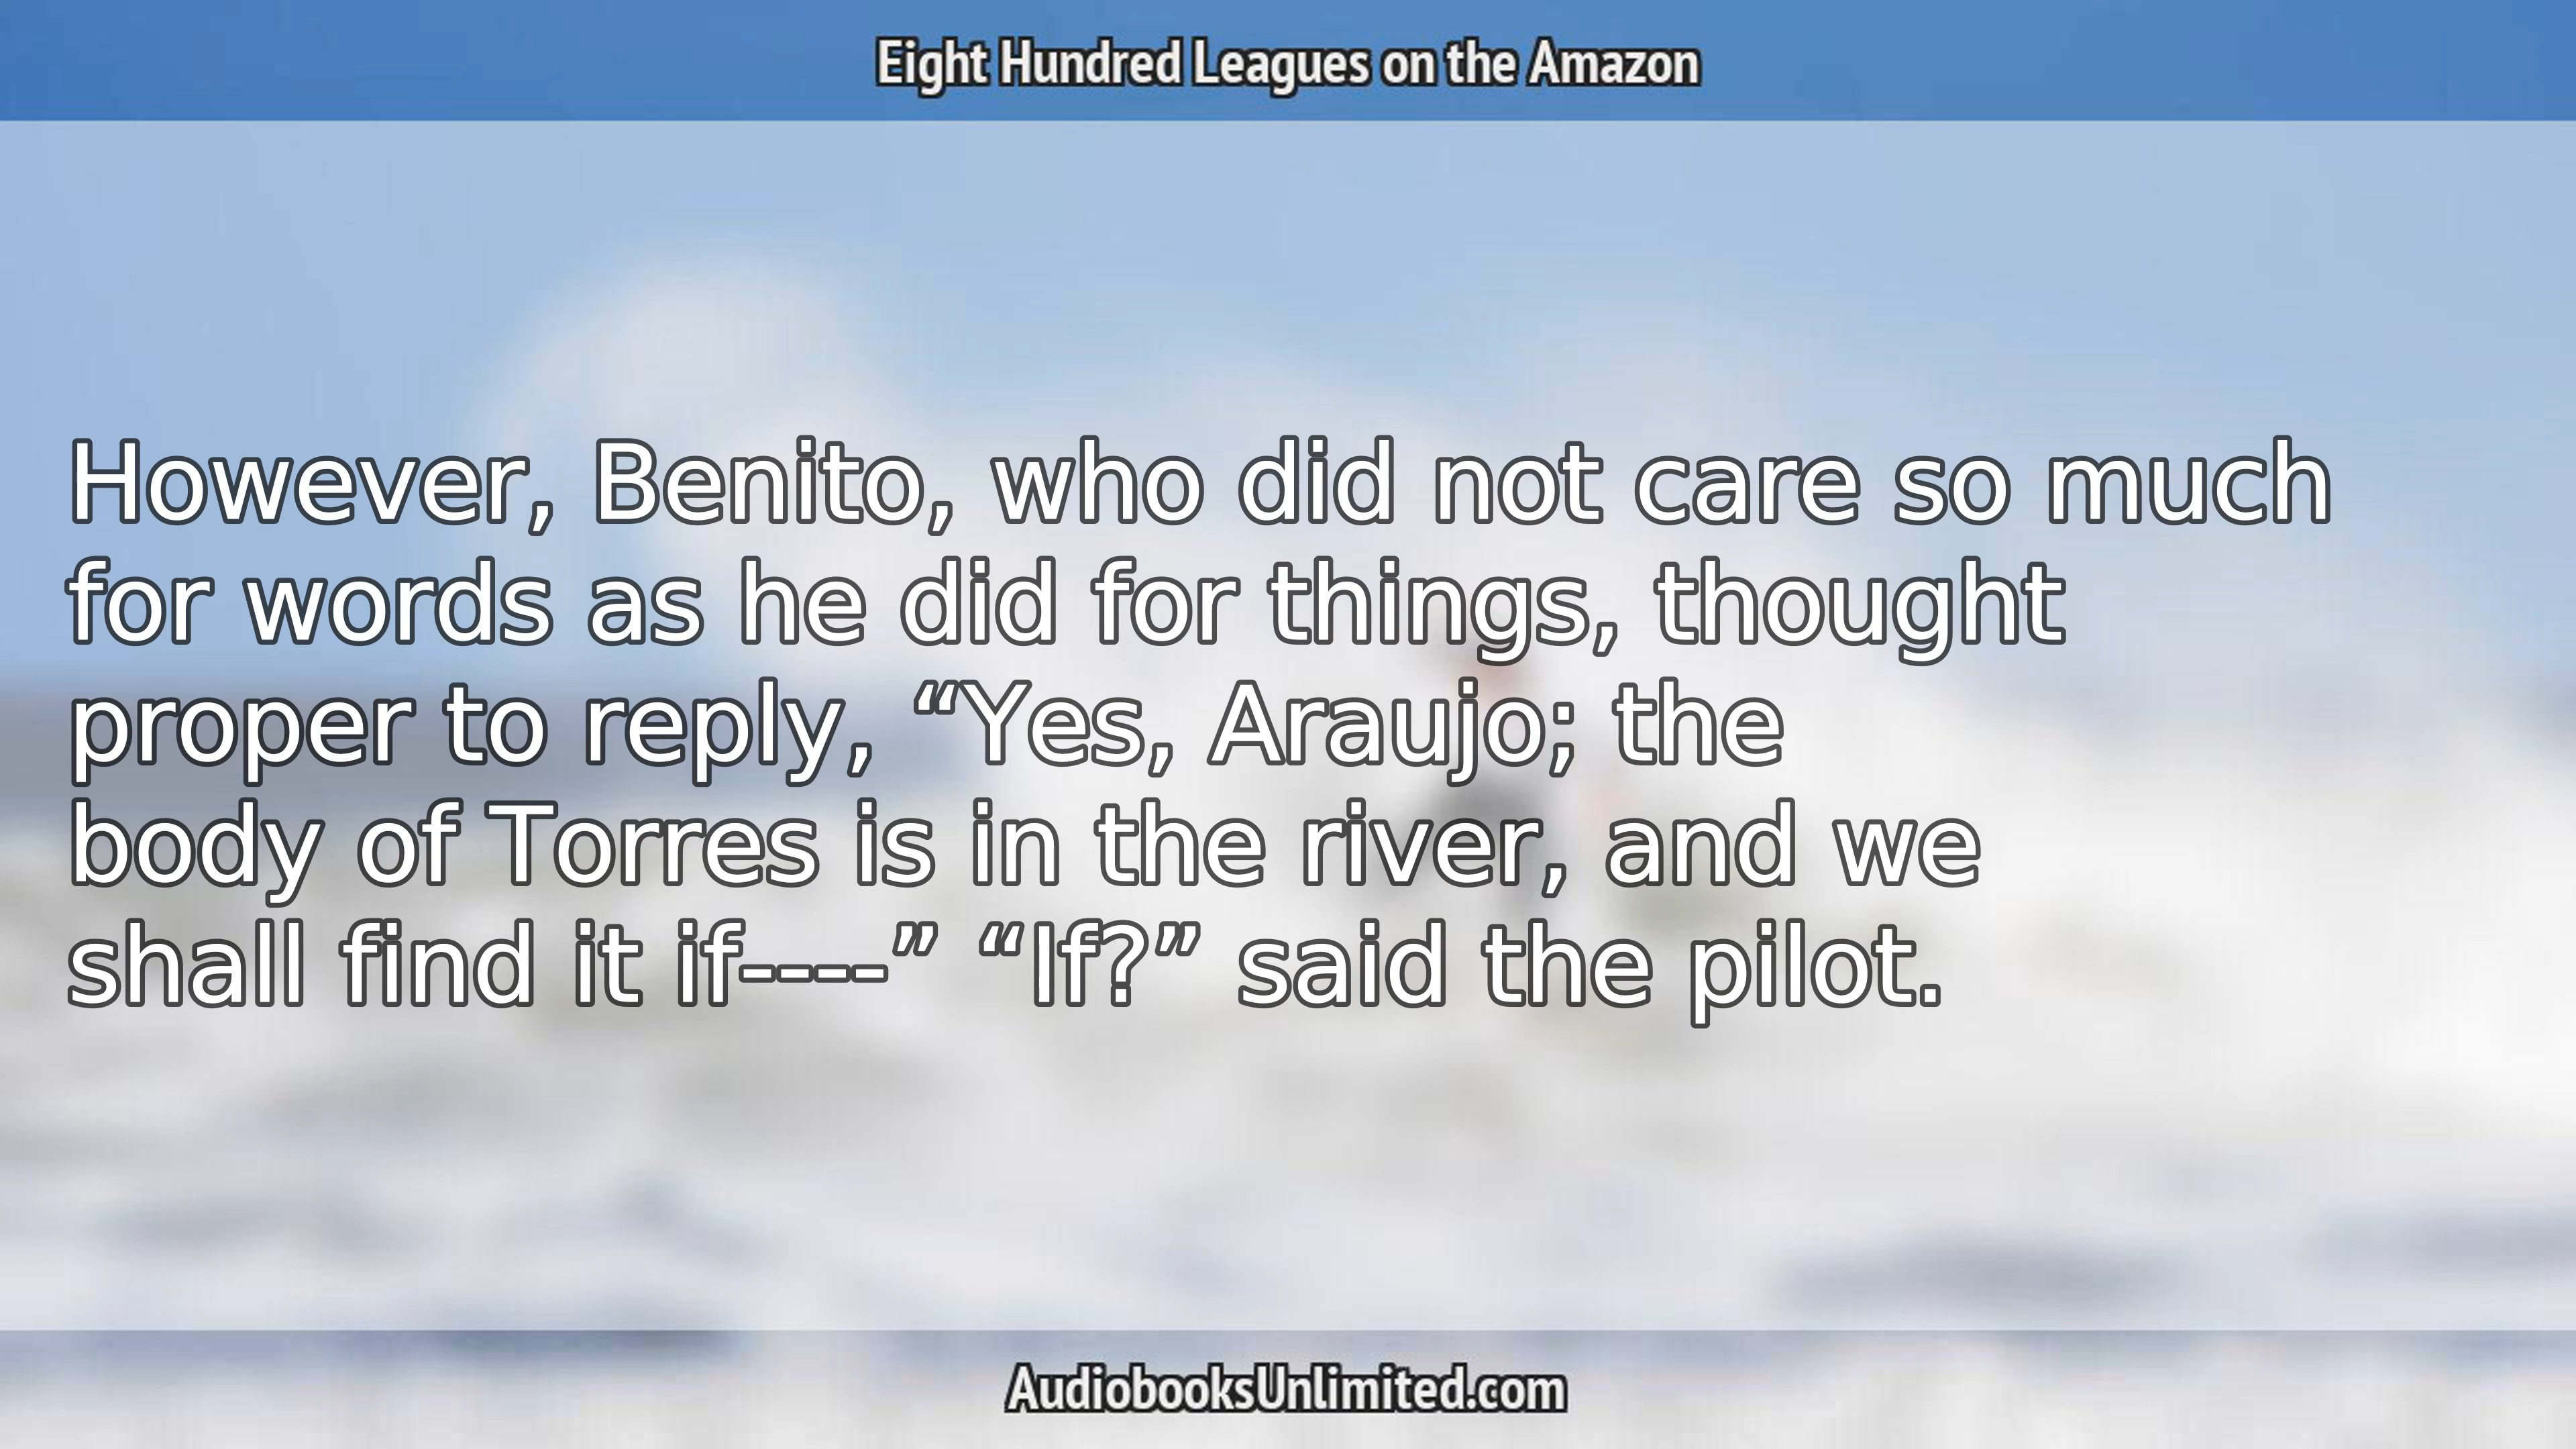 Eight Hundred Leagues on the Amazon
However, Benito, who did not care so much
for words as he did for things, thought
proper to reply, “Yes, Araujo; the
body of Torres is in the river, and we
shall find it if----” “If?” said the pilot.
AudiobooksUnlimited.com